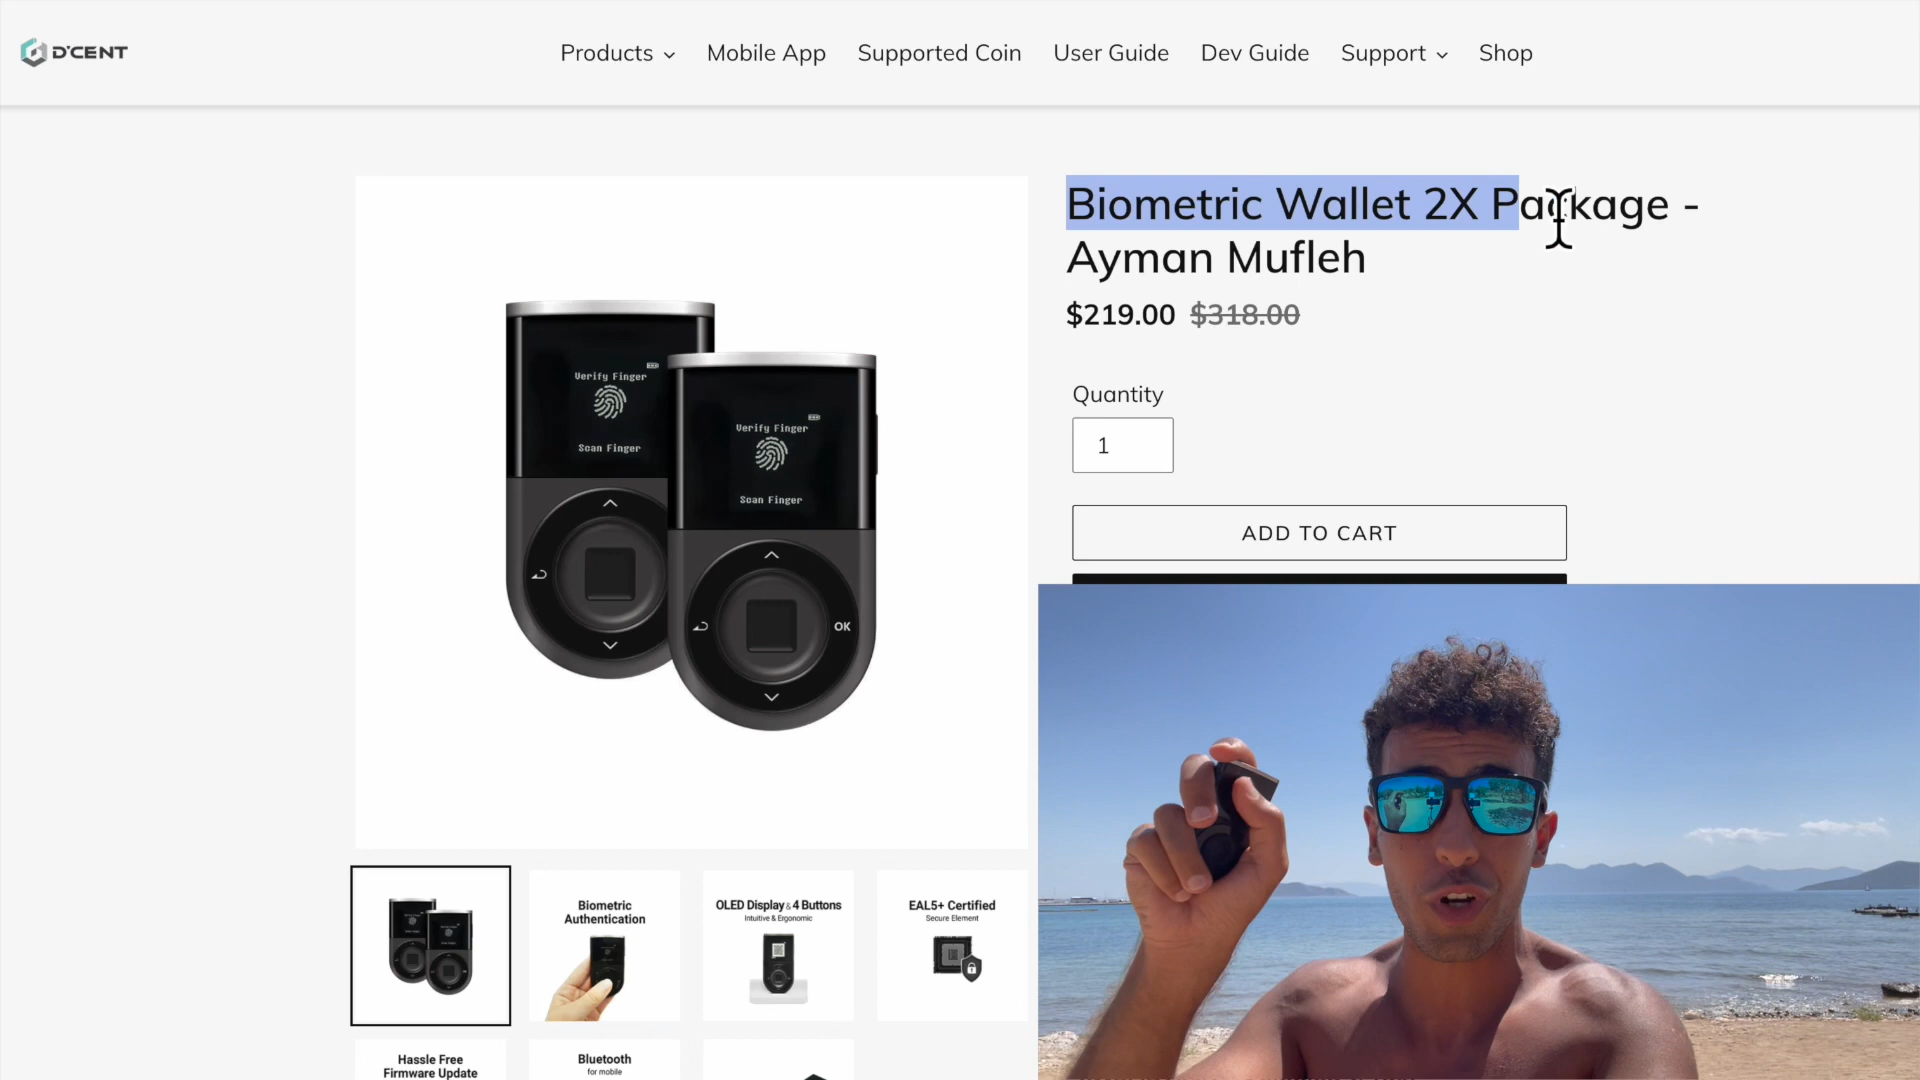 D'CENT
Products
Mobile App
Supported Coin
User Guide
Dev Guide
Support
Shop
Biometric Wallet 2X Package -
Ayman Mufleh
$219.00 $318.00
Quantity
1
ADD TO CART
Verify Finger
Scan Finger
Verify Finger
Scan Finger
OK
Biometric
Authentication
OLED Display & 4 Buttons
Intuitive & Ergonomic
EAL5+ Certified
Secure Element
Hassle Free
Firmware Update
Bluetooth
for mobile